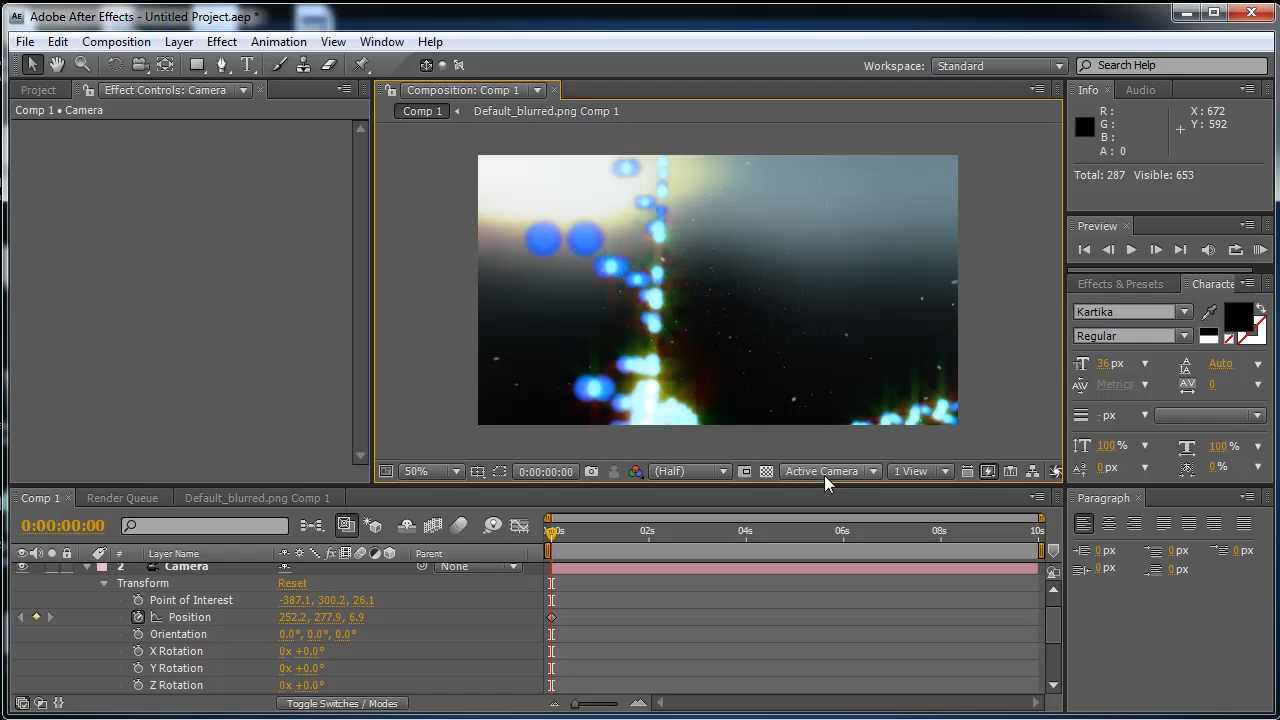 Adobe After Effects - Untitled Project.aep *
File Edit Composition Layer Effect Animation View Window Help
Workspace: Standard Search Help
Project Effect Controls: Camera
Comp 1 • Camera
Composition: Comp 1
Comp 1 Default_blurred.png Comp 1
50% 0:00:00:00 (Half) Active Camera 1 View
Info Audio
R : X : 672
G : Y : 592
B :
A : 0
Total: 287 Visible: 653
Preview
Effects & Presets Characte
Kartika
Regular
36 px Auto
Metrics 0
- px
100 % 100 %
0 px 0 %
Comp 1 Render Queue Default_blurred.png Comp 1
0:00:00:00 02s 04s 06s 08s 10s
# Layer Name Parent
2 Camera None
Transform Reset
Point of Interest -387.1, 300.2, 26.1
Position 252.2, 277.9, 6.9
Orientation 0.0°, 0.0°, 0.0°
X Rotation 0x +0.0°
Y Rotation 0x +0.0°
Z Rotation 0x +0.0°
Toggle Switches / Modes
Paragraph
0 px 0 px 0 px
0 px 0 px